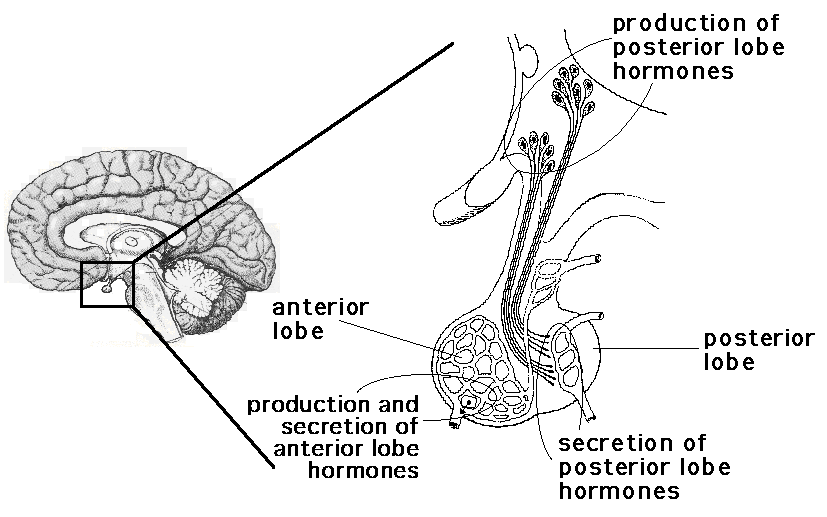 production of
posterior lobe
hormones
anterior
lobe
posterior
lobe
production and
secretion of
anterior lobe
hormones
secretion of
posterior lobe
hormones